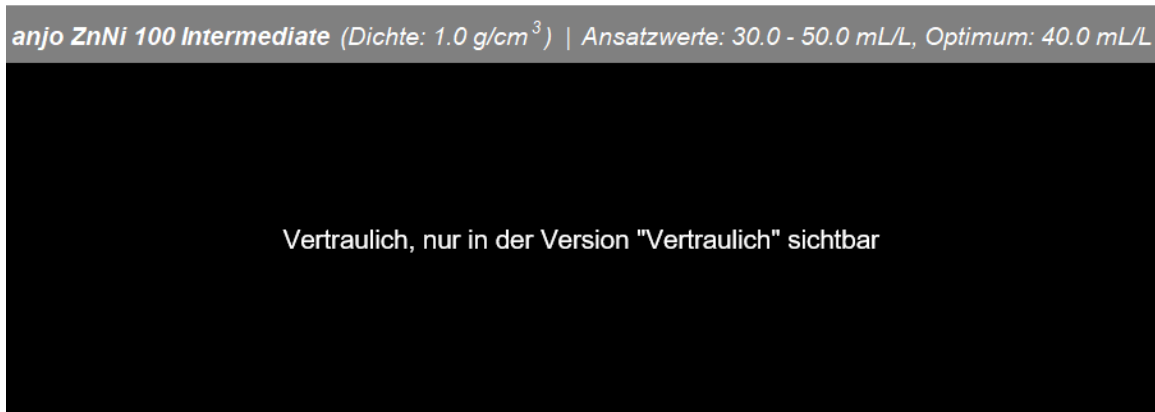 anjo ZnNi 100 Intermediate (Dichte: 1.0 g/cm³) | Ansatzwerte: 30.0 - 50.0 mL/L, Optimum: 40.0 mL/L
Vertraulich, nur in der Version "Vertraulich" sichtbar